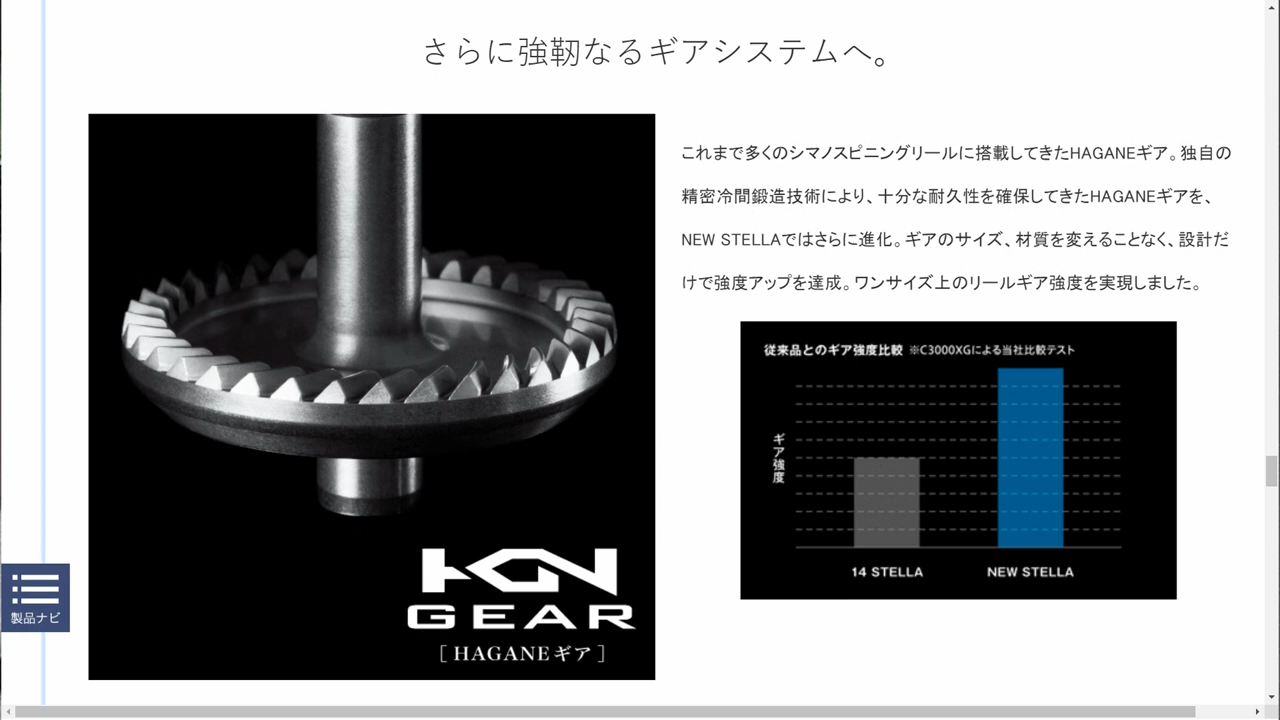 さらに強靭なるギアシステムへ。
これまで多くのシマノスピニングリールに搭載してきたHAGANEギア。独自の
精密冷間鍛造技術により、十分な耐久性を確保してきたHAGANEギアを、
NEW STELLAではさらに進化。ギアのサイズ、材質を変えることなく、設計だ
けで強度アップを達成。ワンサイズ上のリールギア強度を実現しました。
従来品とのギア強度比較 ※C3000XGによる当社比較テスト
ギア強度
14 STELLA NEW STELLA
HGN
GEAR
[ HAGANEギア ]
製品ナビ